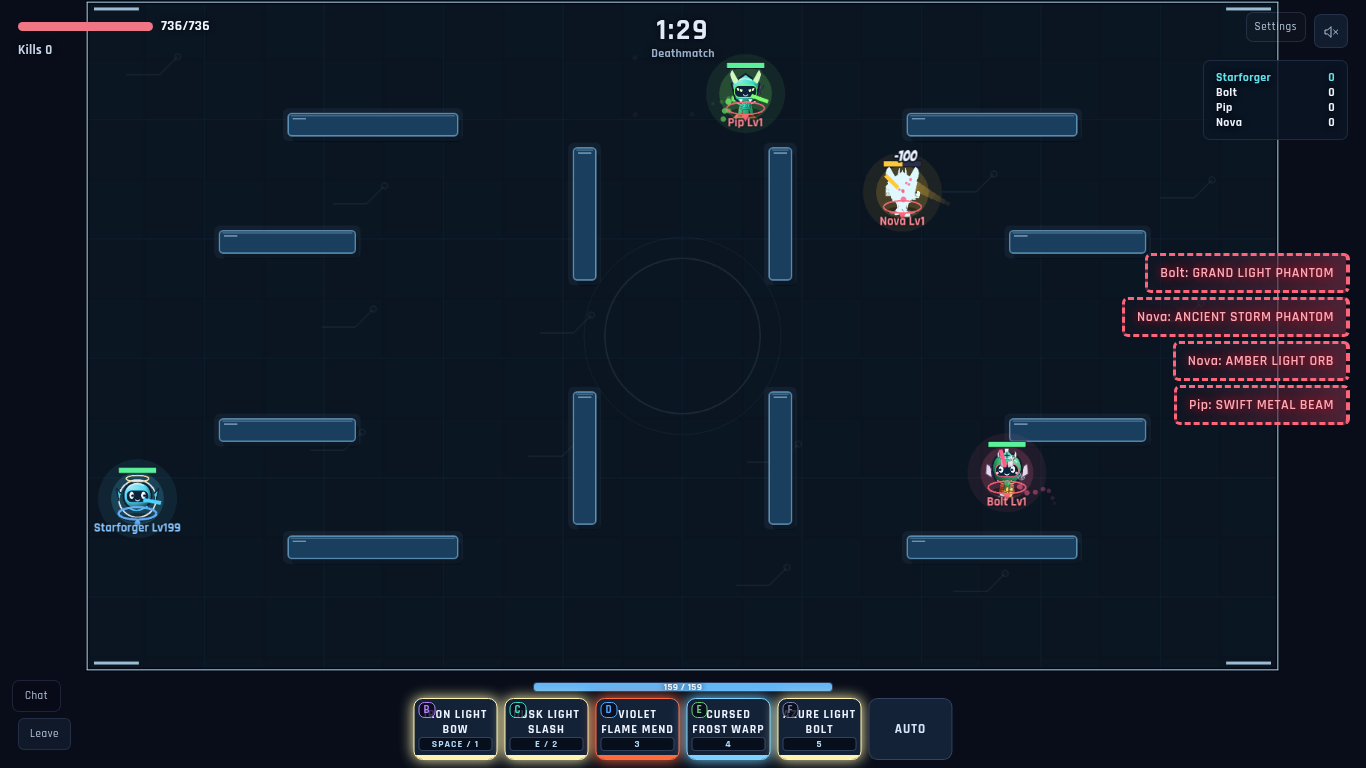 736/736
Kills 0
1:29
Deathmatch
Settings
Starforger 0
Bolt 0
Pip 0
Nova 0
Pip Lv1
-100
Nova Lv1
Bolt: GRAND LIGHT PHANTOM
Nova: ANCIENT STORM PHANTOM
Nova: AMBER LIGHT ORB
Pip: SWIFT METAL BEAM
Bolt Lv1
Starforger Lv199
159 / 159
Chat
Leave
B
LIGHT
BOW
SPACE / 1
C
LIGHT
SLASH
E / 2
D
VIOLET
FLAME MEND
3
E
CURSED
FROST WARP
4
F
LIGHT
BOLT
5
AUTO